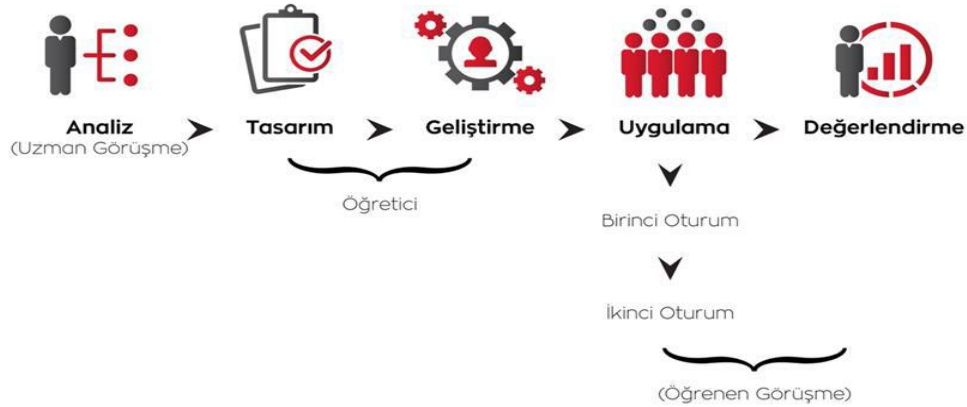 Analiz
(Uzman Görüşme)
Tasarım
Geliştirme
Uygulama
Değerlendirme
Öğretici
Birinci Oturum
İkinci Oturum
(Öğrenen Görüşme)